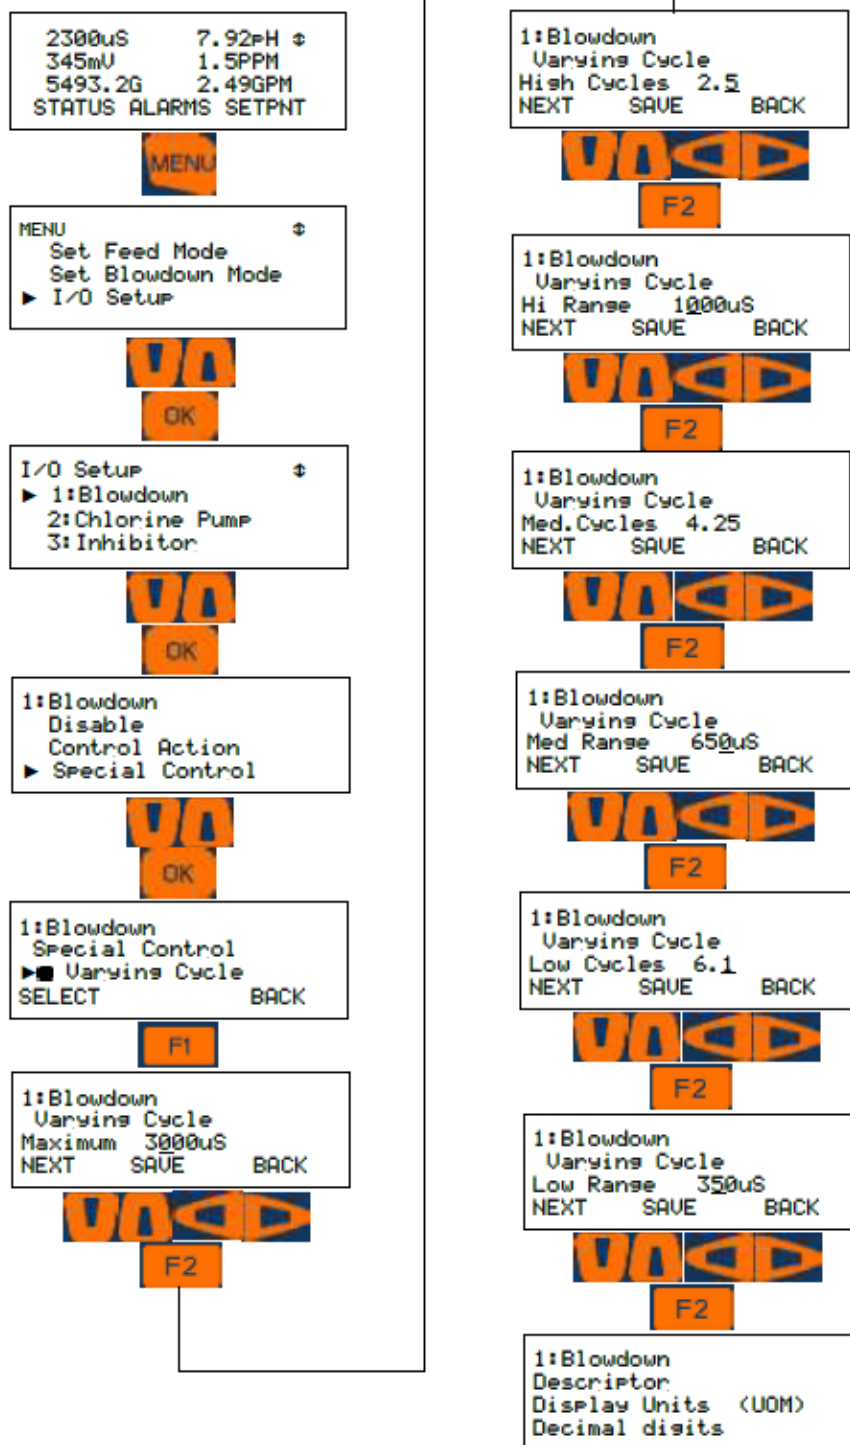 2300uS 7.92pH ⇕
345mV 1.5PPM
5493.2G 2.49GPM
STATUS ALARMS SETPNT
MENU
MENU ⇕
Set Feed Mode
Set Blowdown Mode
► I/O Setup
OK
I/O Setup ⇕
► 1:Blowdown
2:Chlorine Pump
3:Inhibitor
OK
1:Blowdown
Disable
Control Action
► Special Control
OK
1:Blowdown
Special Control
►■ Varying Cycle
SELECT BACK
F1
1:Blowdown
Varying Cycle
Maximum 3000uS
NEXT SAVE BACK
F2
1:Blowdown
Varying Cycle
High Cycles 2.5
NEXT SAVE BACK
F2
1:Blowdown
Varying Cycle
Hi Range 1000uS
NEXT SAVE BACK
F2
1:Blowdown
Varying Cycle
Med.Cycles 4.25
NEXT SAVE BACK
F2
1:Blowdown
Varying Cycle
Med Range 650uS
NEXT SAVE BACK
F2
1:Blowdown
Varying Cycle
Low Cycles 6.1
NEXT SAVE BACK
F2
1:Blowdown
Varying Cycle
Low Range 350uS
NEXT SAVE BACK
F2
1:Blowdown
Descriptor
Display Units (UOM)
Decimal digits